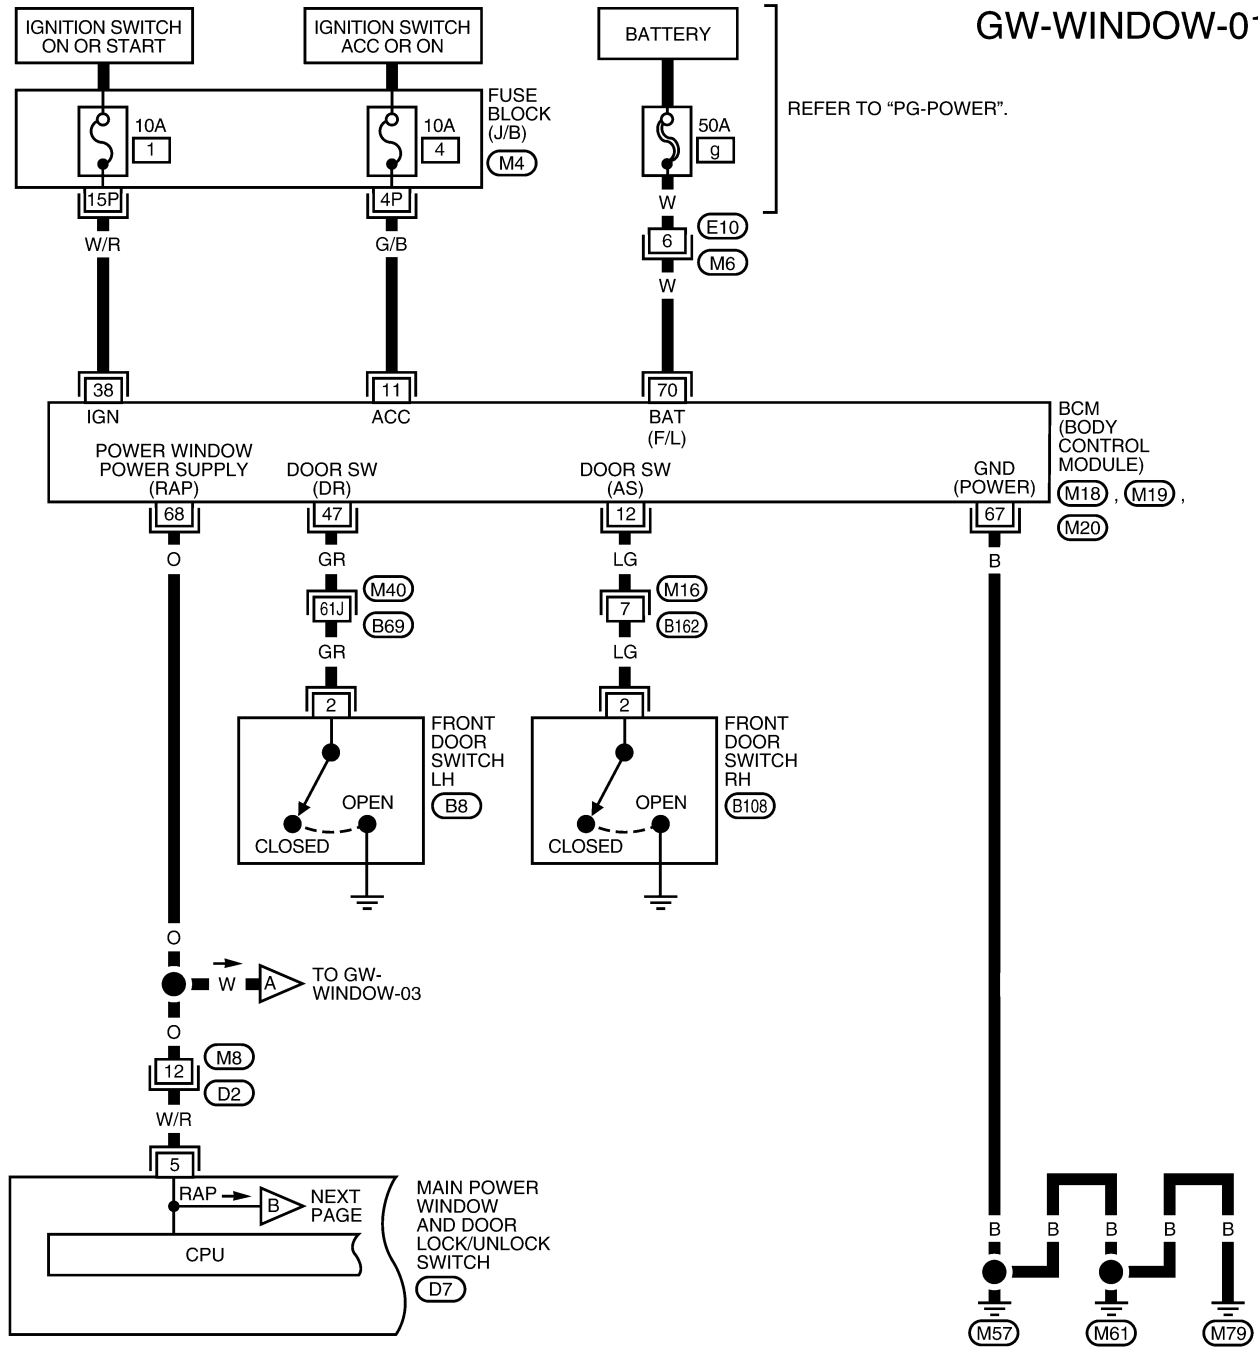 GW-WINDOW-01
IGNITION SWITCH
ON OR START
IGNITION SWITCH
ACC OR ON
BATTERY
REFER TO “PG-POWER”.
10A
1
10A
4
FUSE
BLOCK
(J/B)
M4
50A
g
15P
4P
W
W/R
G/B
6
E10
M6
W
38
11
70
IGN
ACC
BAT
(F/L)
BCM
(BODY
CONTROL
MODULE)
M18 , M19 ,
M20
POWER WINDOW
POWER SUPPLY
(RAP)
DOOR SW
(DR)
DOOR SW
(AS)
GND
(POWER)
68
47
12
67
O
GR
LG
B
61J
M40
B69
7
M16
B162
GR
LG
2
2
FRONT
DOOR
SWITCH
LH
B8
OPEN
CLOSED
FRONT
DOOR
SWITCH
RH
B108
OPEN
CLOSED
O
W
A
TO GW-
WINDOW-03
O
12
M8
D2
W/R
5
RAP
B
NEXT
PAGE
CPU
MAIN POWER
WINDOW
AND DOOR
LOCK/UNLOCK
SWITCH
D7
B
B
B
B
B
M57
M61
M79